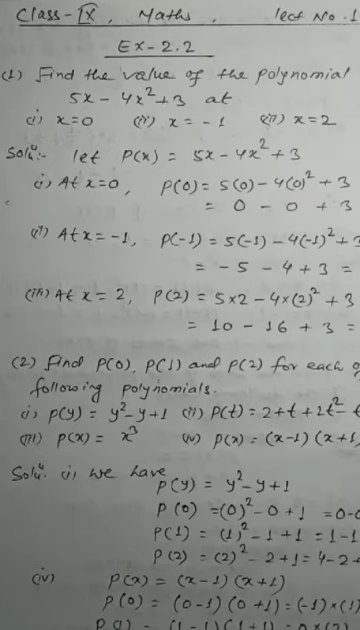 Class-IX, Maths, lect No. 1
Ex-2.2
(1) Find the value of the polynomial
5x - 4x²+3 at
(i) x=0 (ii) x = -1 (iii) x=2
Solⁿ:- let P(x) = 5x-4x²+3
(i) At x=0, P(0) = 5(0)-4(0)² + 3
= 0 - 0 + 3
(ii) At x=-1, P(-1) = 5(-1) - 4(-1)² + 3
= -5 - 4 + 3 =
(iii) At x = 2, P(2) = 5×2 - 4×(2)² + 3
= 10 - 16 + 3 =
(2) Find P(0), P(1) and P(2) for each of
following polynomials.
(i) P(y) = y²-y+1 (ii) P(t) = 2+t+2t²-t
(iii) P(x) = x³ (iv) P(x) = (x-1)(x+1)
Solⁿ. (i) we have
P(y) = y²-y+1
P(0) = (0)²-0+1 = 0-0
P(1) = (1)²-1+1 = 1-1
P(2) = (2)²-2+1 = 4-2+
(iv) P(x) = (x-1)(x+1)
P(0) = (0-1)(0+1) = (-1)×(1)